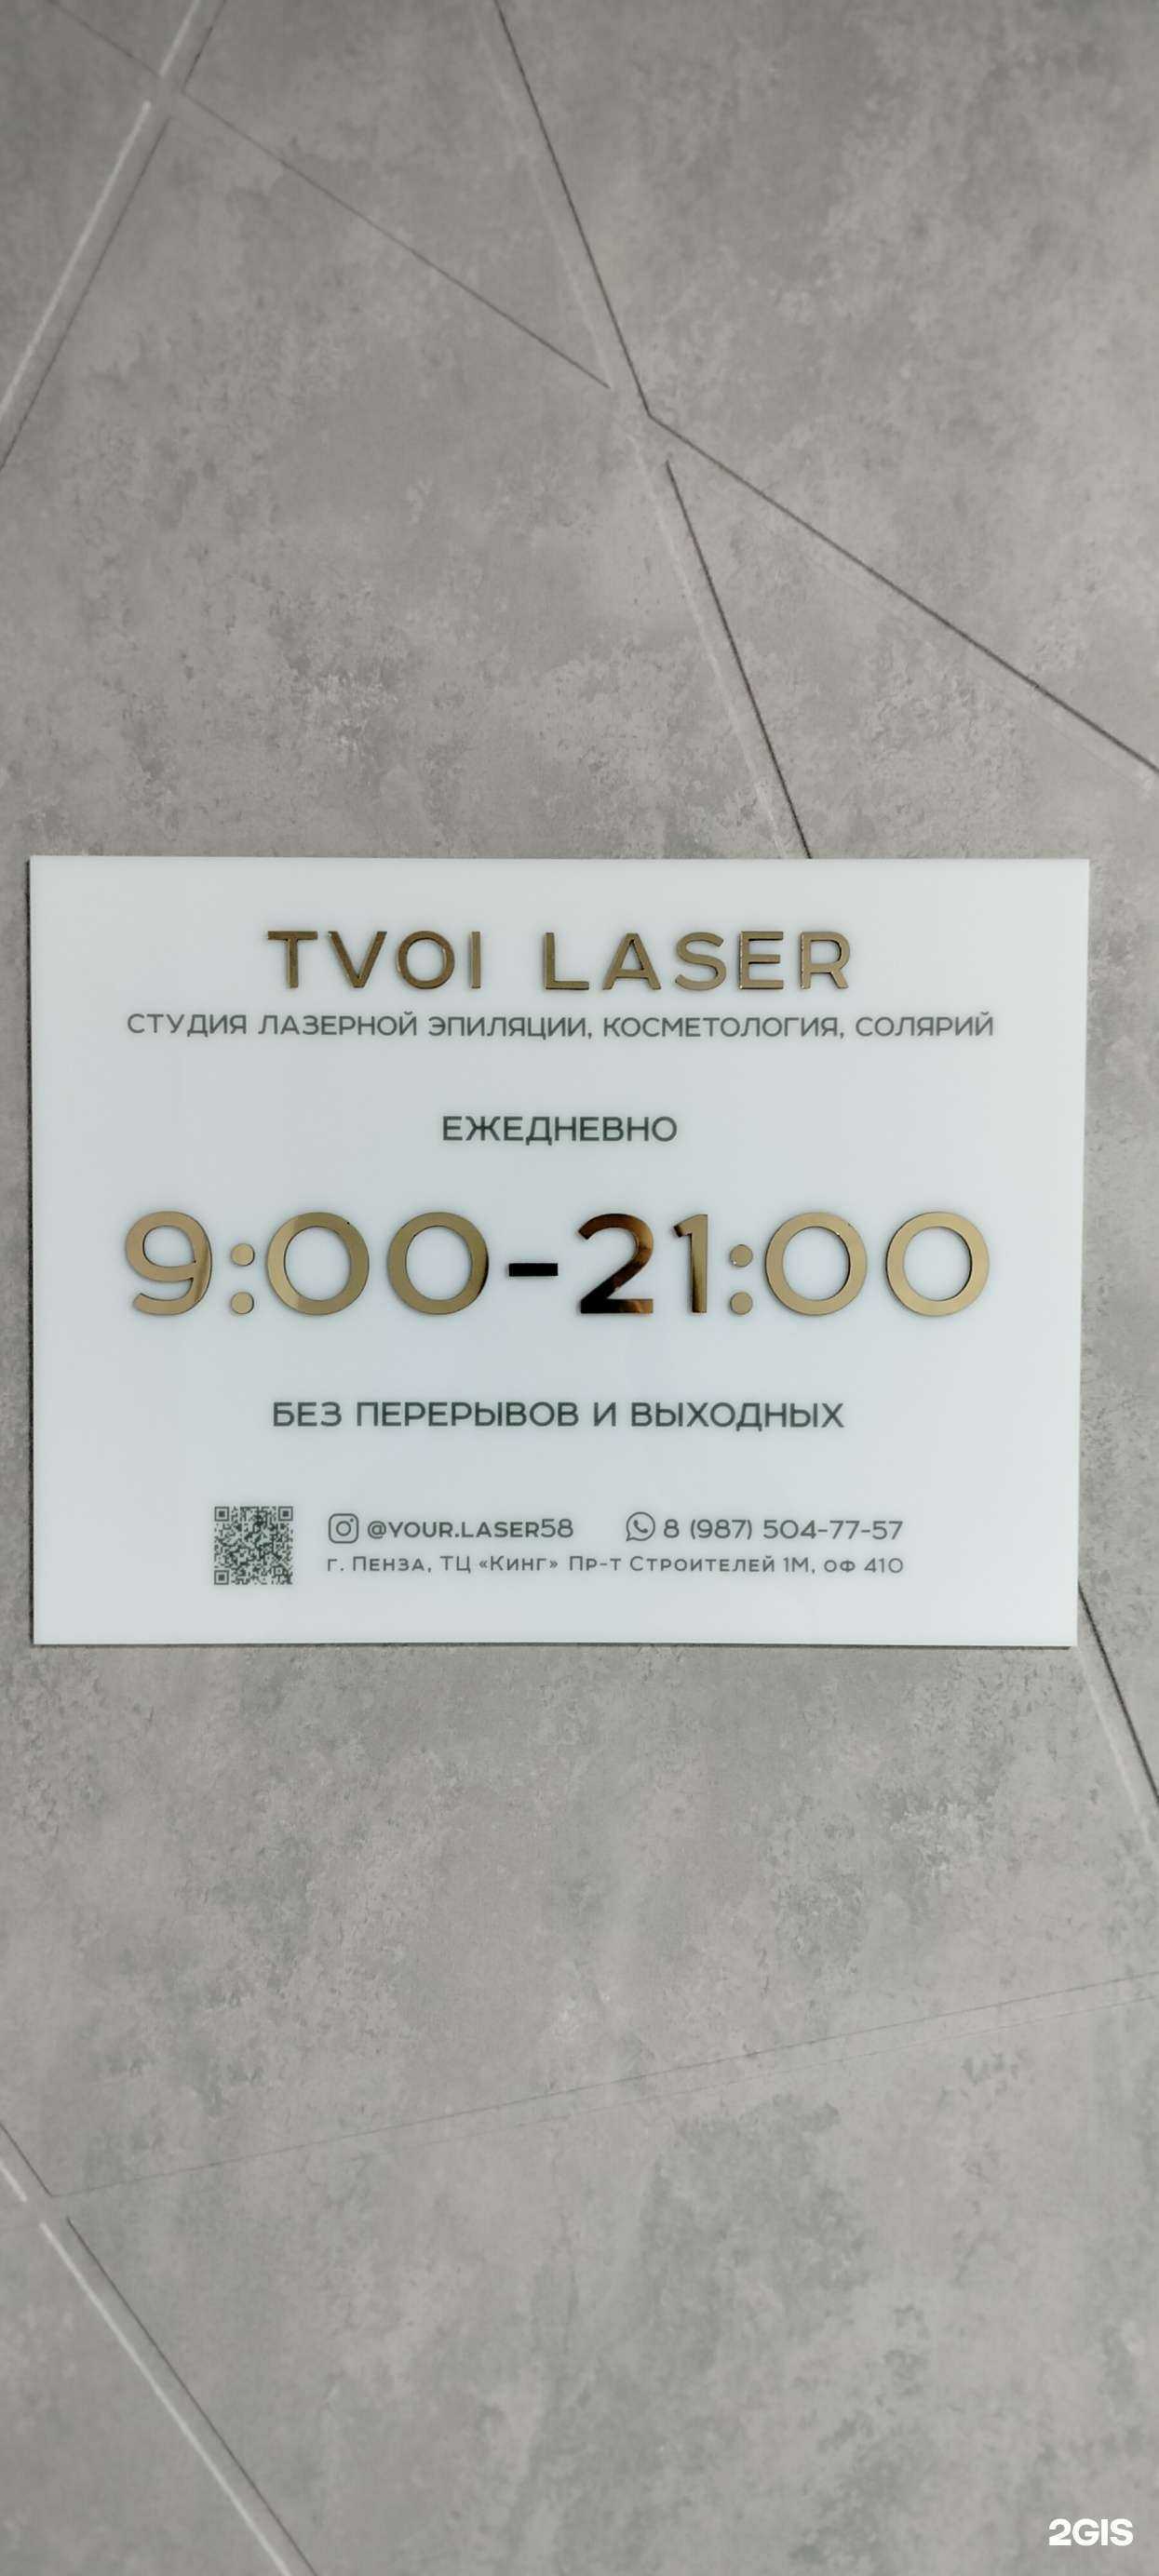 TVOI LASER
СТУДИЯ ЛАЗЕРНОЙ ЭПИЛЯЦИИ, КОСМЕТОЛОГИЯ, СОЛЯРИЙ
ЕЖЕДНЕВНО
9:00-21:00
БЕЗ ПЕРЕРЫВОВ И ВЫХОДНЫХ
@YOUR.LASER58 8 (987) 504-77-57
г. Пенза, ТЦ «Кинг» Пр-т Строителей 1М, оф 410
2GIS